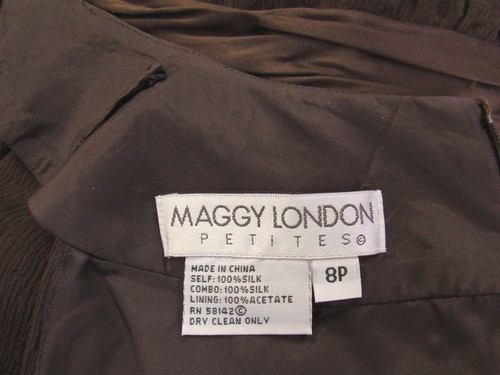 MAGGY LONDON
PETITES©
MADE IN CHINA
SELF: 100%SILK
COMBO: 100%SILK
LINING: 100%ACETATE
RN 58142©
DRY CLEAN ONLY
8P